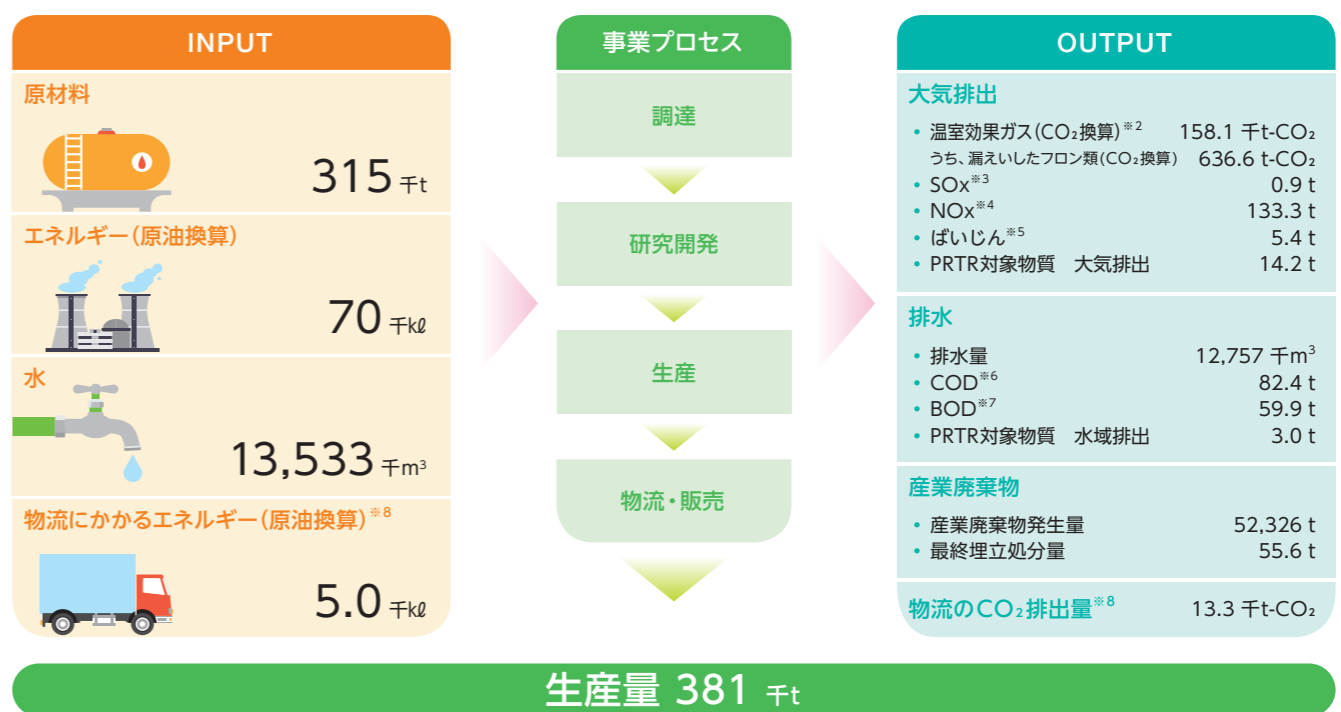 INPUT
原材料
315 千t
エネルギー(原油換算)
70 千kℓ
水
13,533 千m³
物流にかかるエネルギー(原油換算)※8
5.0 千kℓ
事業プロセス
調達
研究開発
生産
物流・販売
OUTPUT
大気排出
• 温室効果ガス(CO₂換算)※2 158.1 千t-CO₂
うち、漏えいしたフロン類(CO₂換算) 636.6 t-CO₂
• SOx※3 0.9 t
• NOx※4 133.3 t
• ばいじん※5 5.4 t
• PRTR対象物質 大気排出 14.2 t
排水
• 排水量 12,757 千m³
• COD※6 82.4 t
• BOD※7 59.9 t
• PRTR対象物質 水域排出 3.0 t
産業廃棄物
• 産業廃棄物発生量 52,326 t
• 最終埋立処分量 55.6 t
物流のCO₂排出量※8 13.3 千t-CO₂
生産量 381 千t